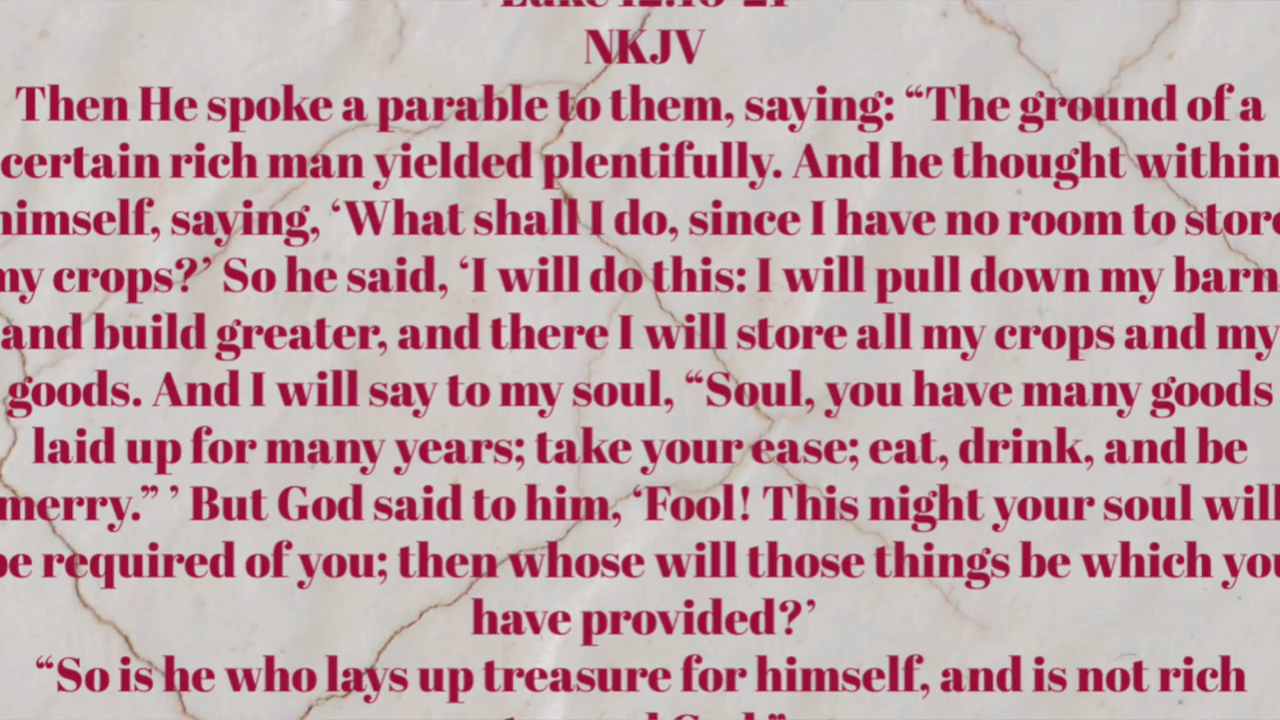 Luke 12:16-21
NKJV
Then He spoke a parable to them, saying: “The ground of a
certain rich man yielded plentifully. And he thought within
himself, saying, ‘What shall I do, since I have no room to store
my crops?’ So he said, ‘I will do this: I will pull down my barn
and build greater, and there I will store all my crops and my
goods. And I will say to my soul, “Soul, you have many goods
laid up for many years; take your ease; eat, drink, and be
merry.” ’ But God said to him, ‘Fool! This night your soul will
be required of you; then whose will those things be which you
have provided?’
“So is he who lays up treasure for himself, and is not rich